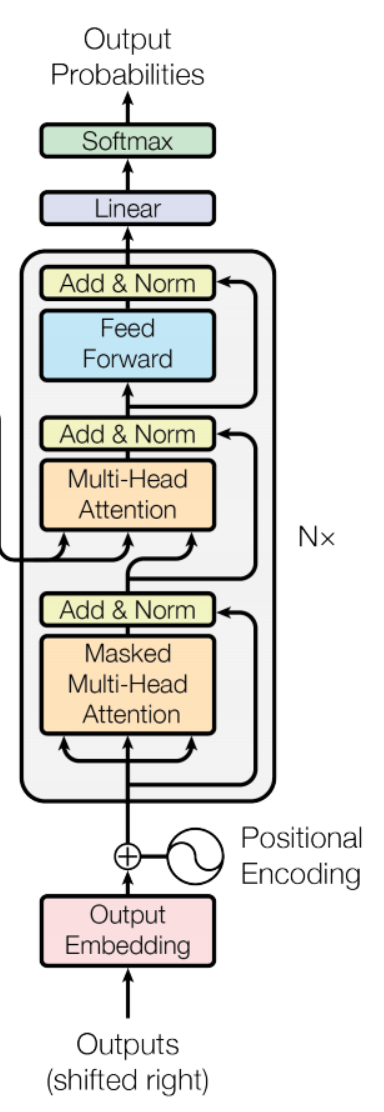 Output
Probabilities
Softmax
Linear
Add & Norm
Feed
Forward
Add & Norm
Multi-Head
Attention
N×
Add & Norm
Masked
Multi-Head
Attention
Positional
Encoding
Output
Embedding
Outputs
(shifted right)